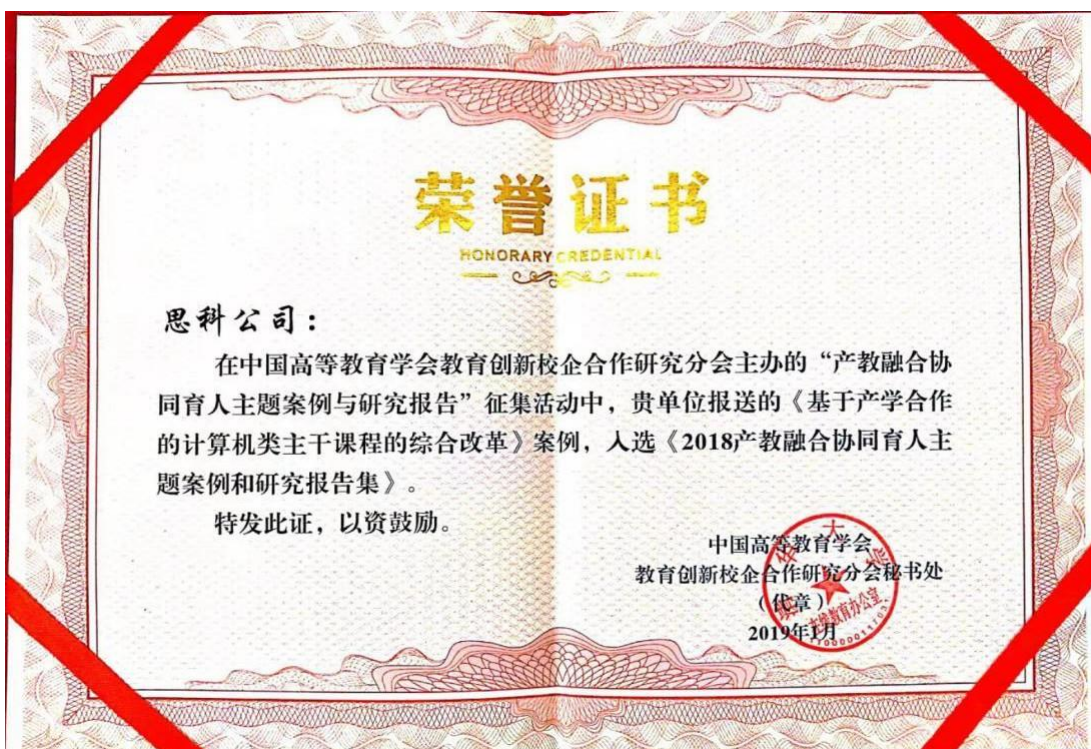 荣誉证书
HONORARY CREDENTIAL
思科公司：
在中国高等教育学会教育创新校企合作研究分会主办的“产教融合协
同育人主题案例与研究报告”征集活动中，贵单位报送的《基于产学合作
的计算机类主干课程的综合改革》案例，入选《2018产教融合协同育人主
题案例和研究报告集》。
特发此证，以资鼓励。
中国高等教育学会
教育创新校企合作研究分会秘书处
（代章）
2019年1月